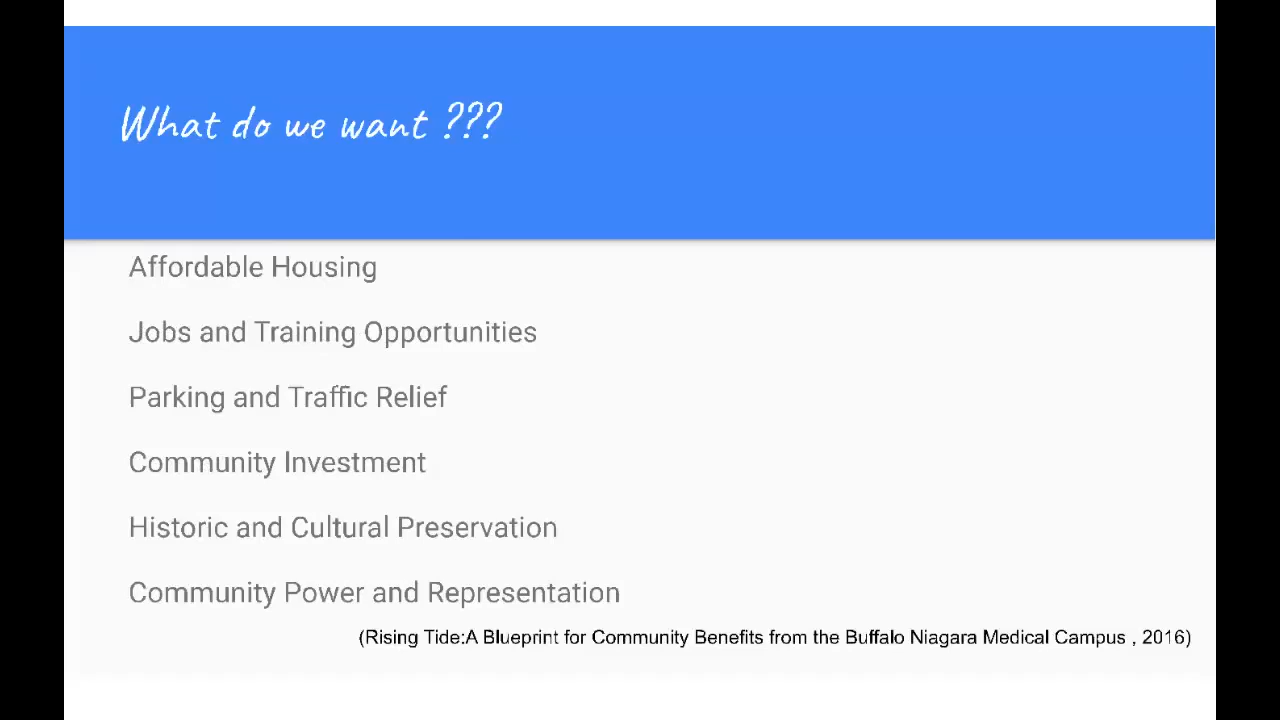 What do we want ???
Affordable Housing
Jobs and Training Opportunities
Parking and Traffic Relief
Community Investment
Historic and Cultural Preservation
Community Power and Representation
(Rising Tide:A Blueprint for Community Benefits from the Buffalo Niagara Medical Campus , 2016)